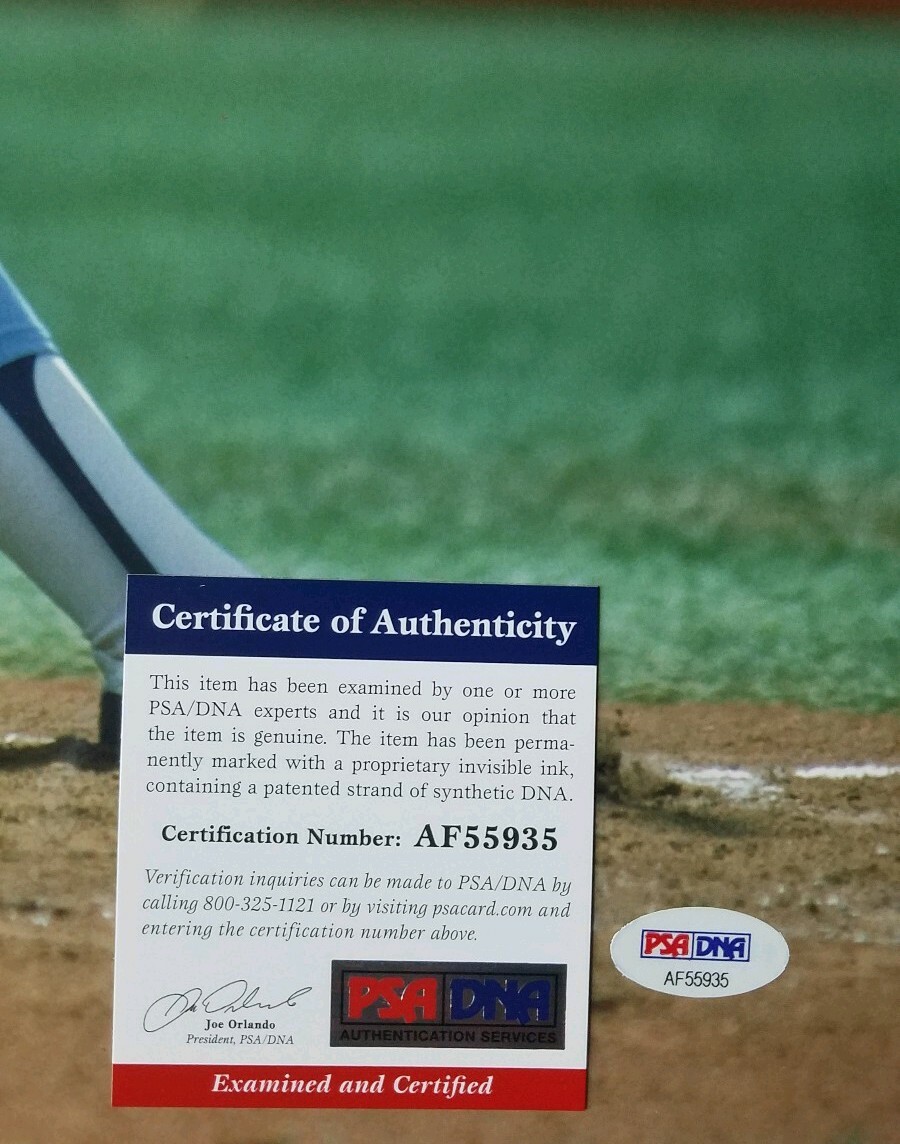 Certificate of Authenticity
This item has been examined by one or more
PSA/DNA experts and it is our opinion that
the item is genuine. The item has been perma-
nently marked with a proprietary invisible ink,
containing a patented strand of synthetic DNA.
Certification Number: AF55935
Verification inquiries can be made to PSA/DNA by
calling 800-325-1121 or by visiting psacard.com and
entering the certification number above.
Joe Orlando
President, PSA/DNA
PSA DNA
AUTHENTICATION SERVICES
Examined and Certified
PSA DNA
AF55935